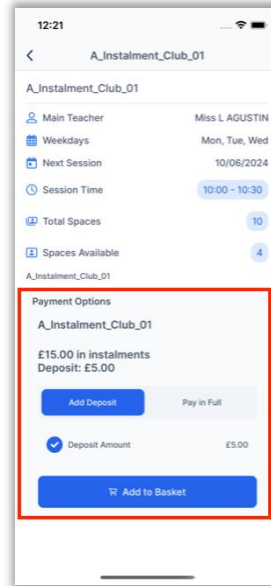 12:21
A_Instalment_Club_01
A_Instalment_Club_01
Main Teacher Miss L AGUSTIN
Weekdays Mon, Tue, Wed
Next Session 10/06/2024
Session Time 10:00 - 10:30
Total Spaces 10
Spaces Available 4
A_Instalment_Club_01
Payment Options
A_Instalment_Club_01
£15.00 in instalments
Deposit: £5.00
Add Deposit Pay in Full
Deposit Amount £5.00
Add to Basket